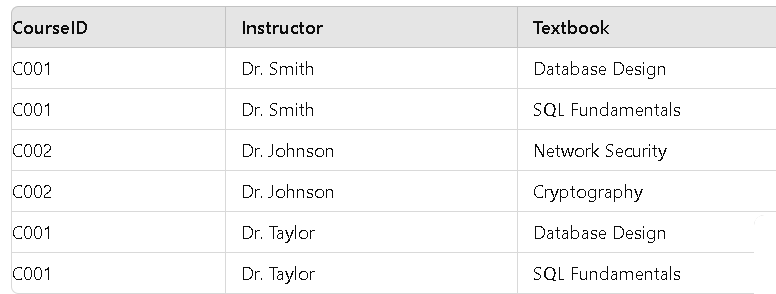 CourseID Instructor Textbook
C001 Dr. Smith Database Design
C001 Dr. Smith SQL Fundamentals
C002 Dr. Johnson Network Security
C002 Dr. Johnson Cryptography
C001 Dr. Taylor Database Design
C001 Dr. Taylor SQL Fundamentals